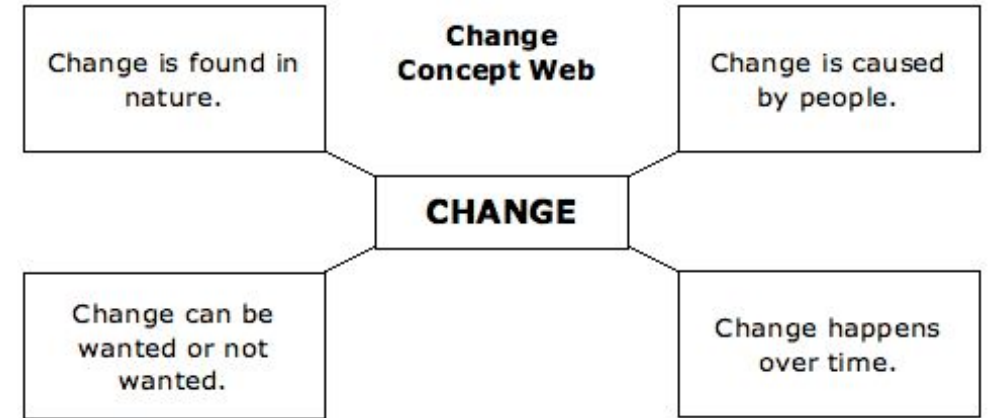 Change
Concept Web
Change is found in
nature.
Change is caused
by people.
CHANGE
Change can be
wanted or not
wanted.
Change happens
over time.